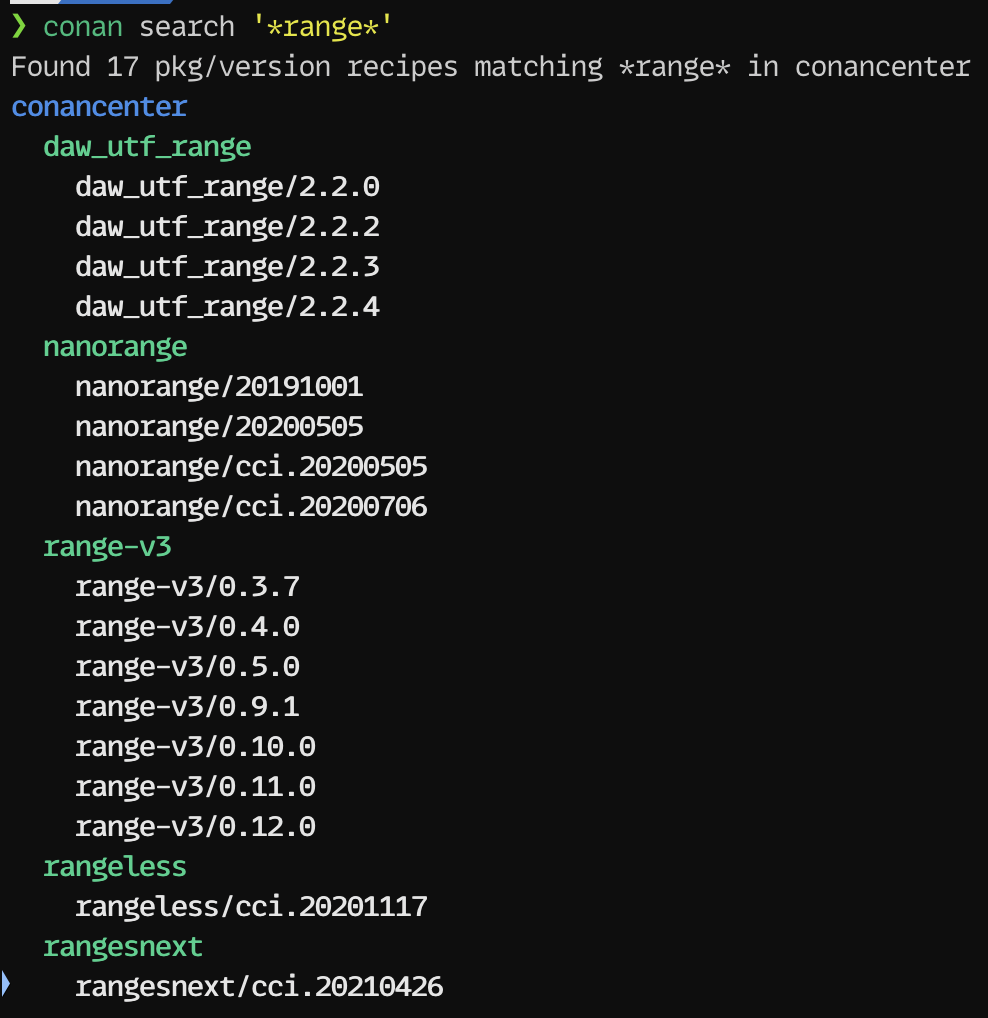 ❯ conan search '*range*'
Found 17 pkg/version recipes matching *range* in conancenter
conancenter
daw_utf_range
daw_utf_range/2.2.0
daw_utf_range/2.2.2
daw_utf_range/2.2.3
daw_utf_range/2.2.4
nanorange
nanorange/20191001
nanorange/20200505
nanorange/cci.20200505
nanorange/cci.20200706
range-v3
range-v3/0.3.7
range-v3/0.4.0
range-v3/0.5.0
range-v3/0.9.1
range-v3/0.10.0
range-v3/0.11.0
range-v3/0.12.0
rangeless
rangeless/cci.20201117
rangesnext
rangesnext/cci.20210426